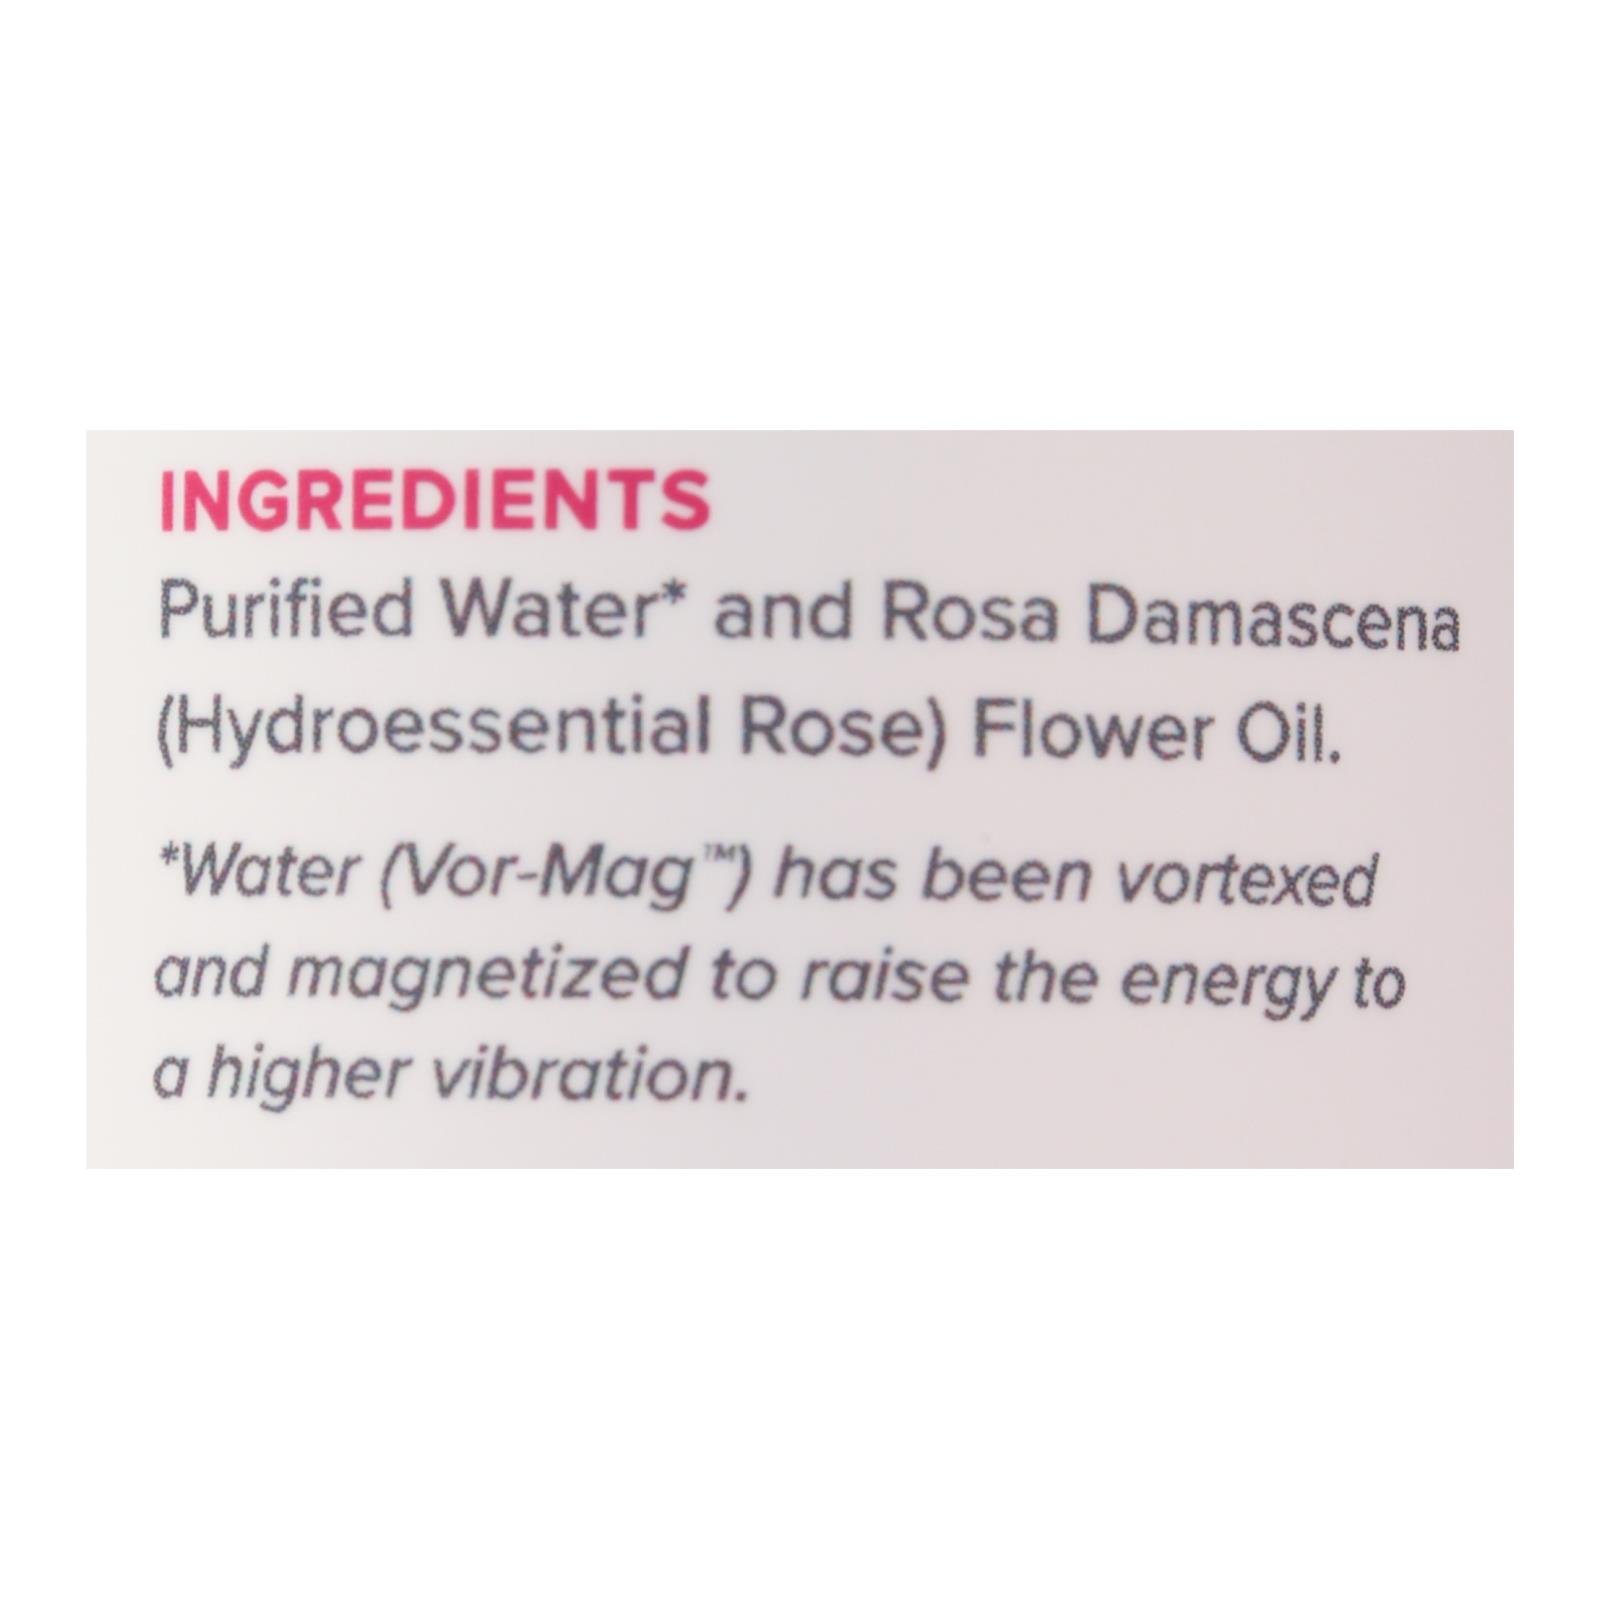 INGREDIENTS
Purified Water* and Rosa Damascena
(Hydroessential Rose) Flower Oil.
*Water (Vor-Mag™) has been vortexed
and magnetized to raise the energy to
a higher vibration.